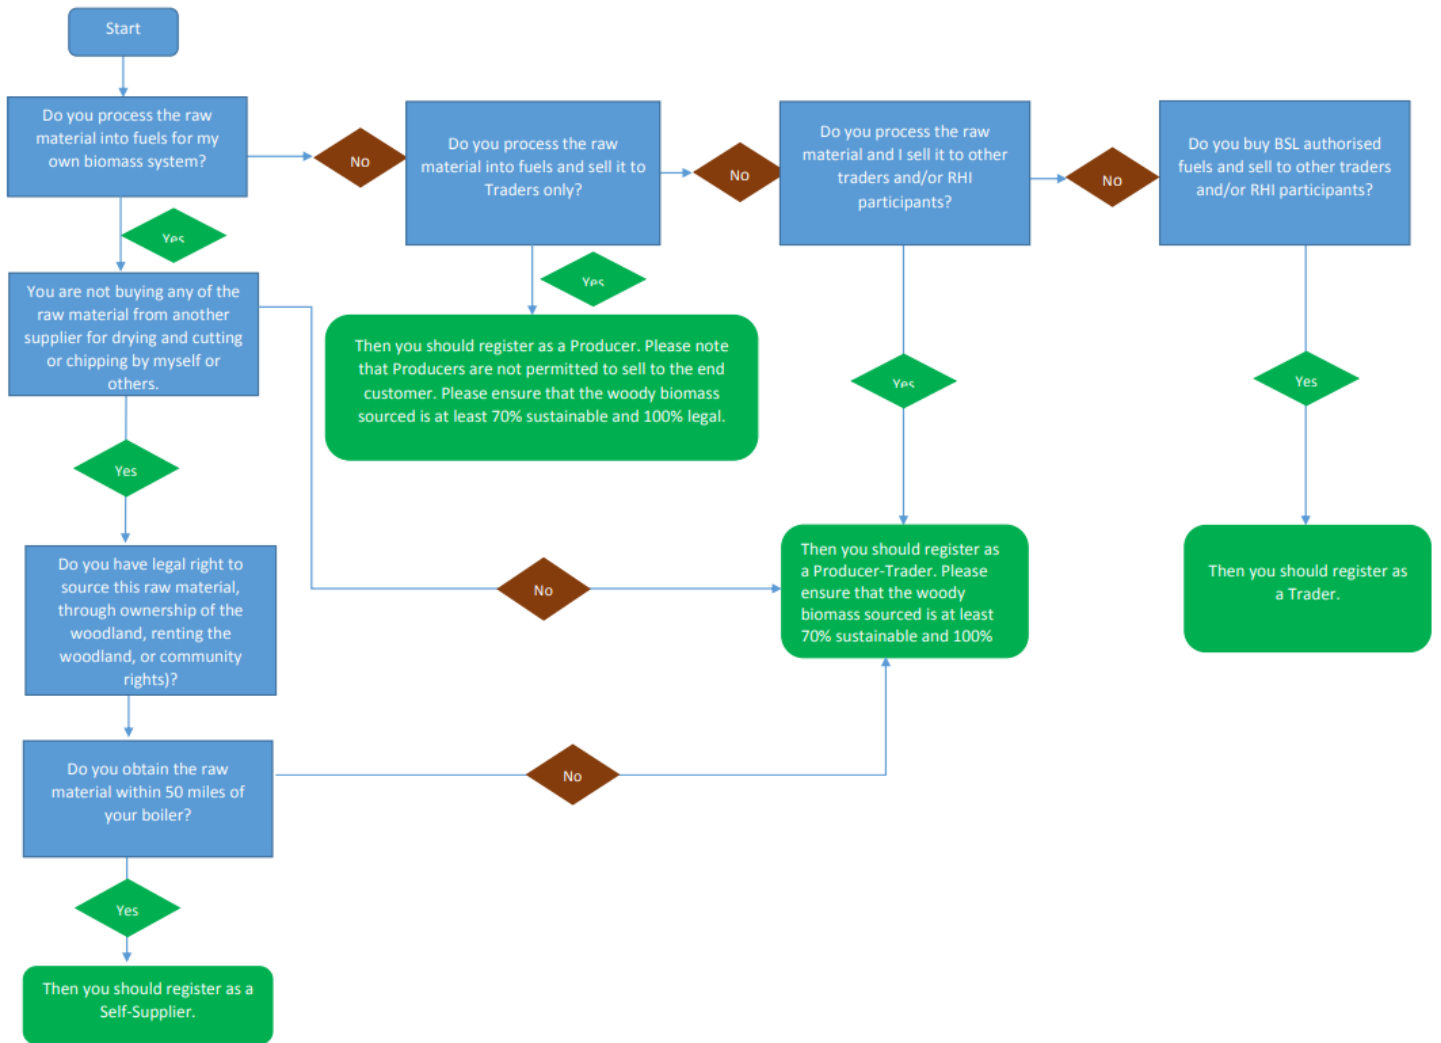 Start
Do you process the raw
material into fuels for my
own biomass system?
No
Do you process the raw
material into fuels and sell it to
Traders only?
No
Do you process the raw
material and I sell it to other
traders and/or RHI
participants?
No
Do you buy BSL authorised
fuels and sell to other traders
and/or RHI participants?
Yes
Yes
You are not buying any of the
raw material from another
supplier for drying and cutting
or chipping by myself or
others.
Then you should register as a Producer. Please note
that Producers are not permitted to sell to the end
customer. Please ensure that the woody biomass
sourced is at least 70% sustainable and 100% legal.
Yes
Yes
Yes
Do you have legal right to
source this raw material,
through ownership of the
woodland, renting the
woodland, or community
rights)?
No
Then you should register as
a Producer-Trader. Please
ensure that the woody
biomass sourced is at least
70% sustainable and 100%
Then you should register as
a Trader.
Do you obtain the raw
material within 50 miles of
your boiler?
No
Yes
Then you should register as a
Self-Supplier.